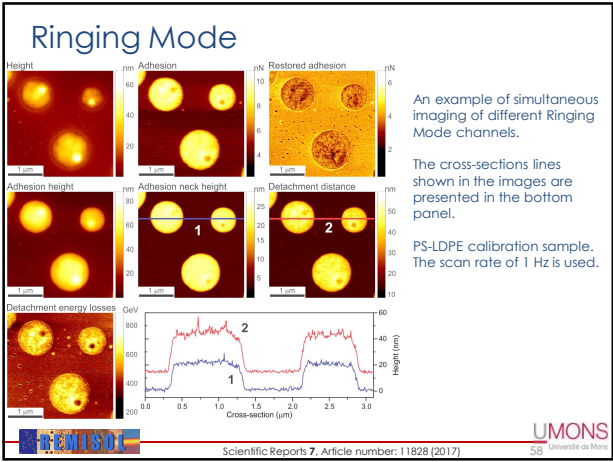 Ringing Mode
Height
nm
60
40
20
1 μm
Adhesion
nN
10
8
6
4
1 μm
Restored adhesion
nN
6
4
2
1 μm
An example of simultaneous
imaging of different Ringing
Mode channels.
The cross-sections lines
shown in the images are
presented in the bottom
panel.
PS-LDPE calibration sample.
The scan rate of 1 Hz is used.
Adhesion height
nm
80
60
40
20
1 μm
Adhesion neck height
nm
25
20
15
10
5
1
1 μm
Detachment distance
nm
50
40
30
20
10
2
1 μm
Detachment energy losses
GeV
800
600
400
200
1 μm
2
1
60
40
20
0
Height (nm)
0.0 0.5 1.0 1.5 2.0 2.5 3.0
Cross-section (μm)
REMISOL
Scientific Reports 7, Article number: 11828 (2017)
58
UMONS
Université de Mons